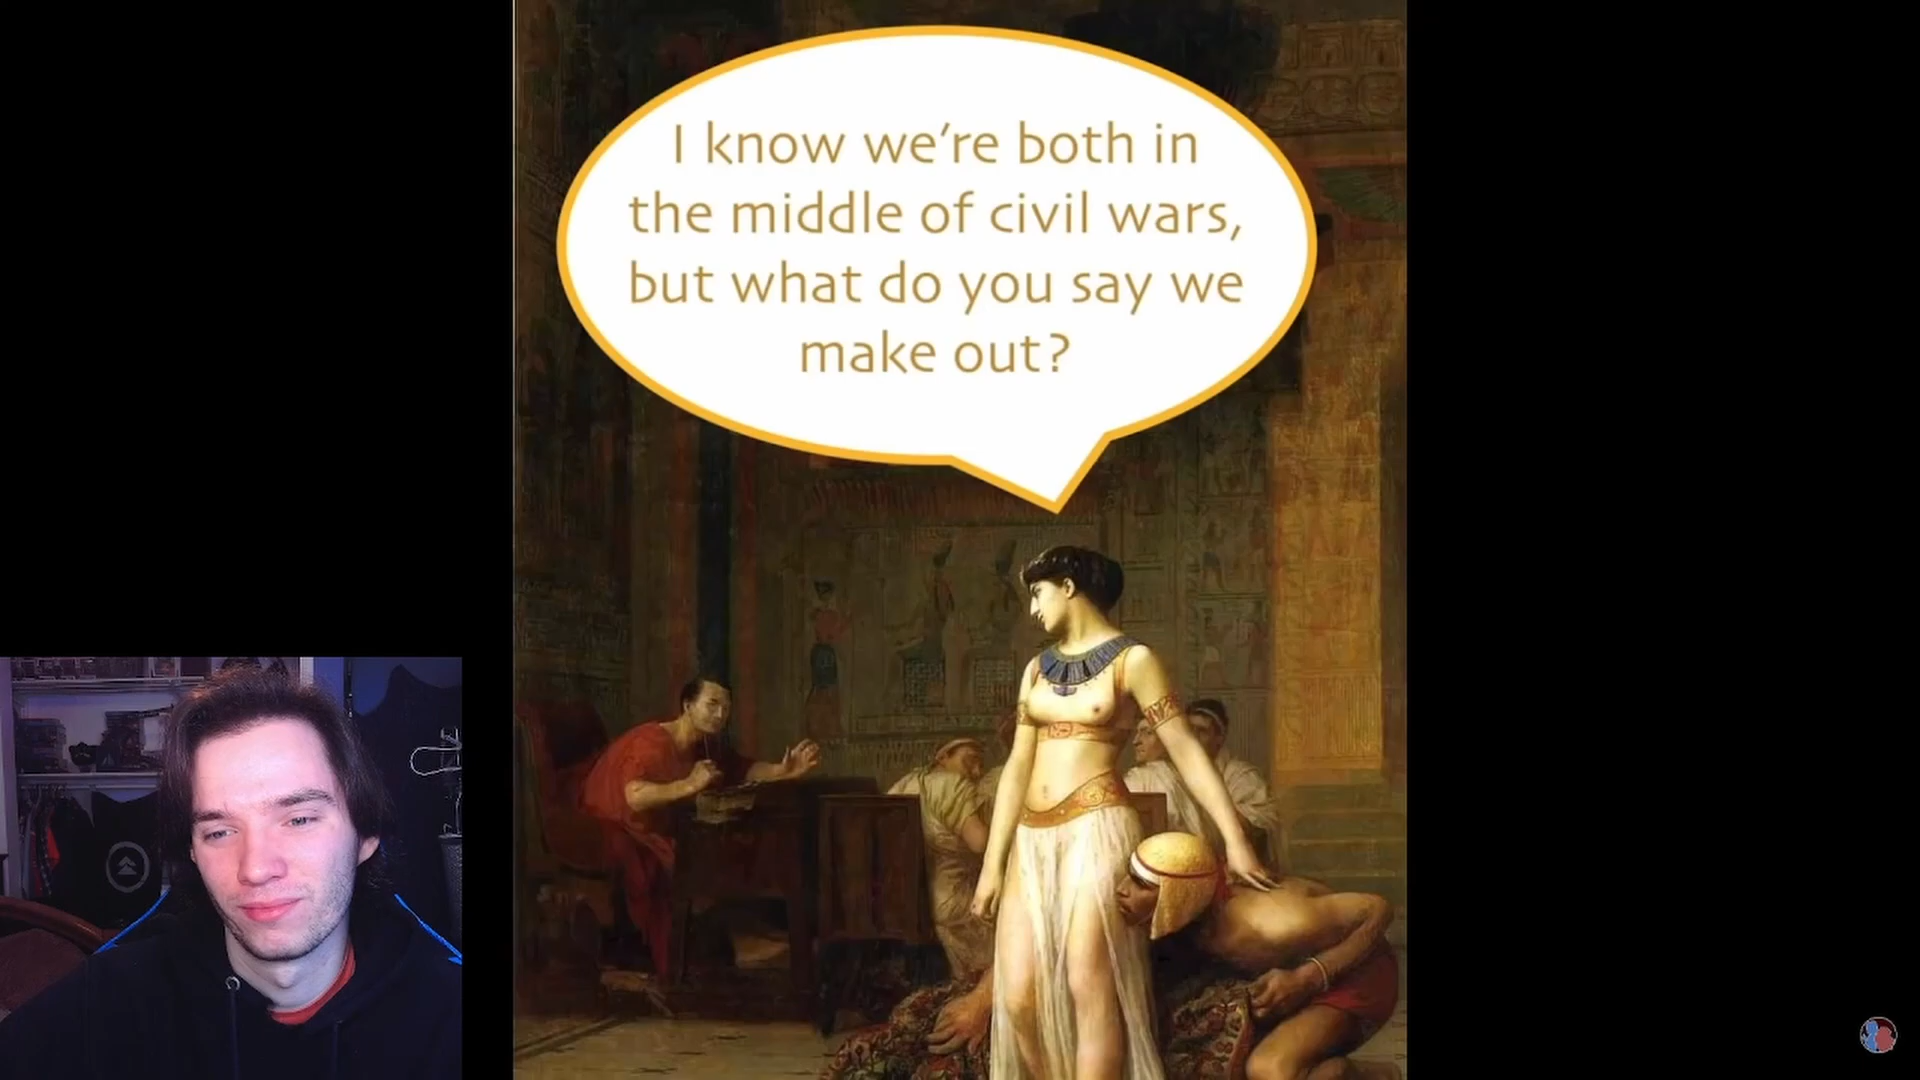 I know we’re both in
the middle of civil wars,
but what do you say we
make out?